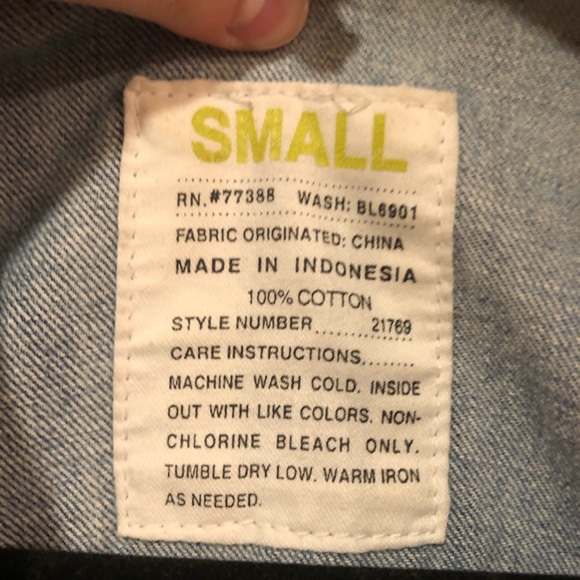 SMALL
RN.#77388 WASH: BL6901
FABRIC ORIGINATED: CHINA
MADE IN INDONESIA
100% COTTON
STYLE NUMBER...... 21769
CARE INSTRUCTIONS.......
MACHINE WASH COLD. INSIDE
OUT WITH LIKE COLORS. NON-
CHLORINE BLEACH ONLY.
TUMBLE DRY LOW. WARM IRON
AS NEEDED.